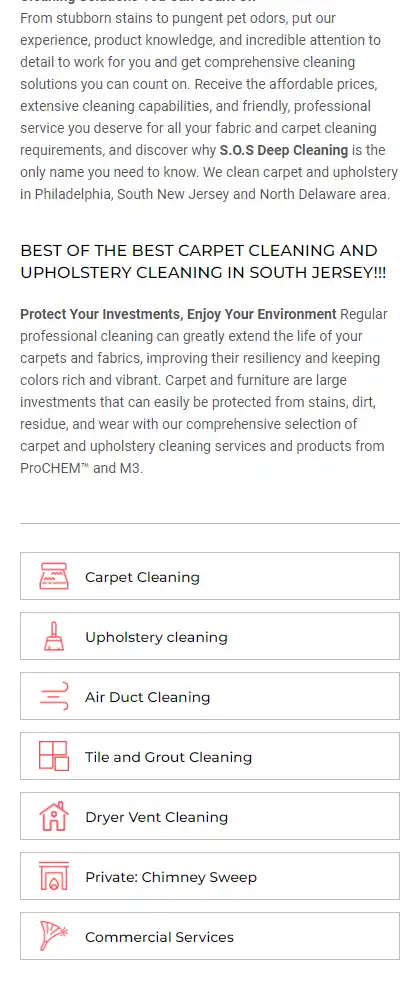 Cleaning Solutions You Can Count on
From stubborn stains to pungent pet odors, put our
experience, product knowledge, and incredible attention to
detail to work for you and get comprehensive cleaning
solutions you can count on. Receive the affordable prices,
extensive cleaning capabilities, and friendly, professional
service you deserve for all your fabric and carpet cleaning
requirements, and discover why S.O.S Deep Cleaning is the
only name you need to know. We clean carpet and upholstery
in Philadelphia, South New Jersey and North Delaware area.
BEST OF THE BEST CARPET CLEANING AND
UPHOLSTERY CLEANING IN SOUTH JERSEY!!!
Protect Your Investments, Enjoy Your Environment Regular
professional cleaning can greatly extend the life of your
carpets and fabrics, improving their resiliency and keeping
colors rich and vibrant. Carpet and furniture are large
investments that can easily be protected from stains, dirt,
residue, and wear with our comprehensive selection of
carpet and upholstery cleaning services and products from
ProCHEM™ and M3.
Carpet Cleaning
Upholstery cleaning
Air Duct Cleaning
Tile and Grout Cleaning
Dryer Vent Cleaning
Private: Chimney Sweep
Commercial Services